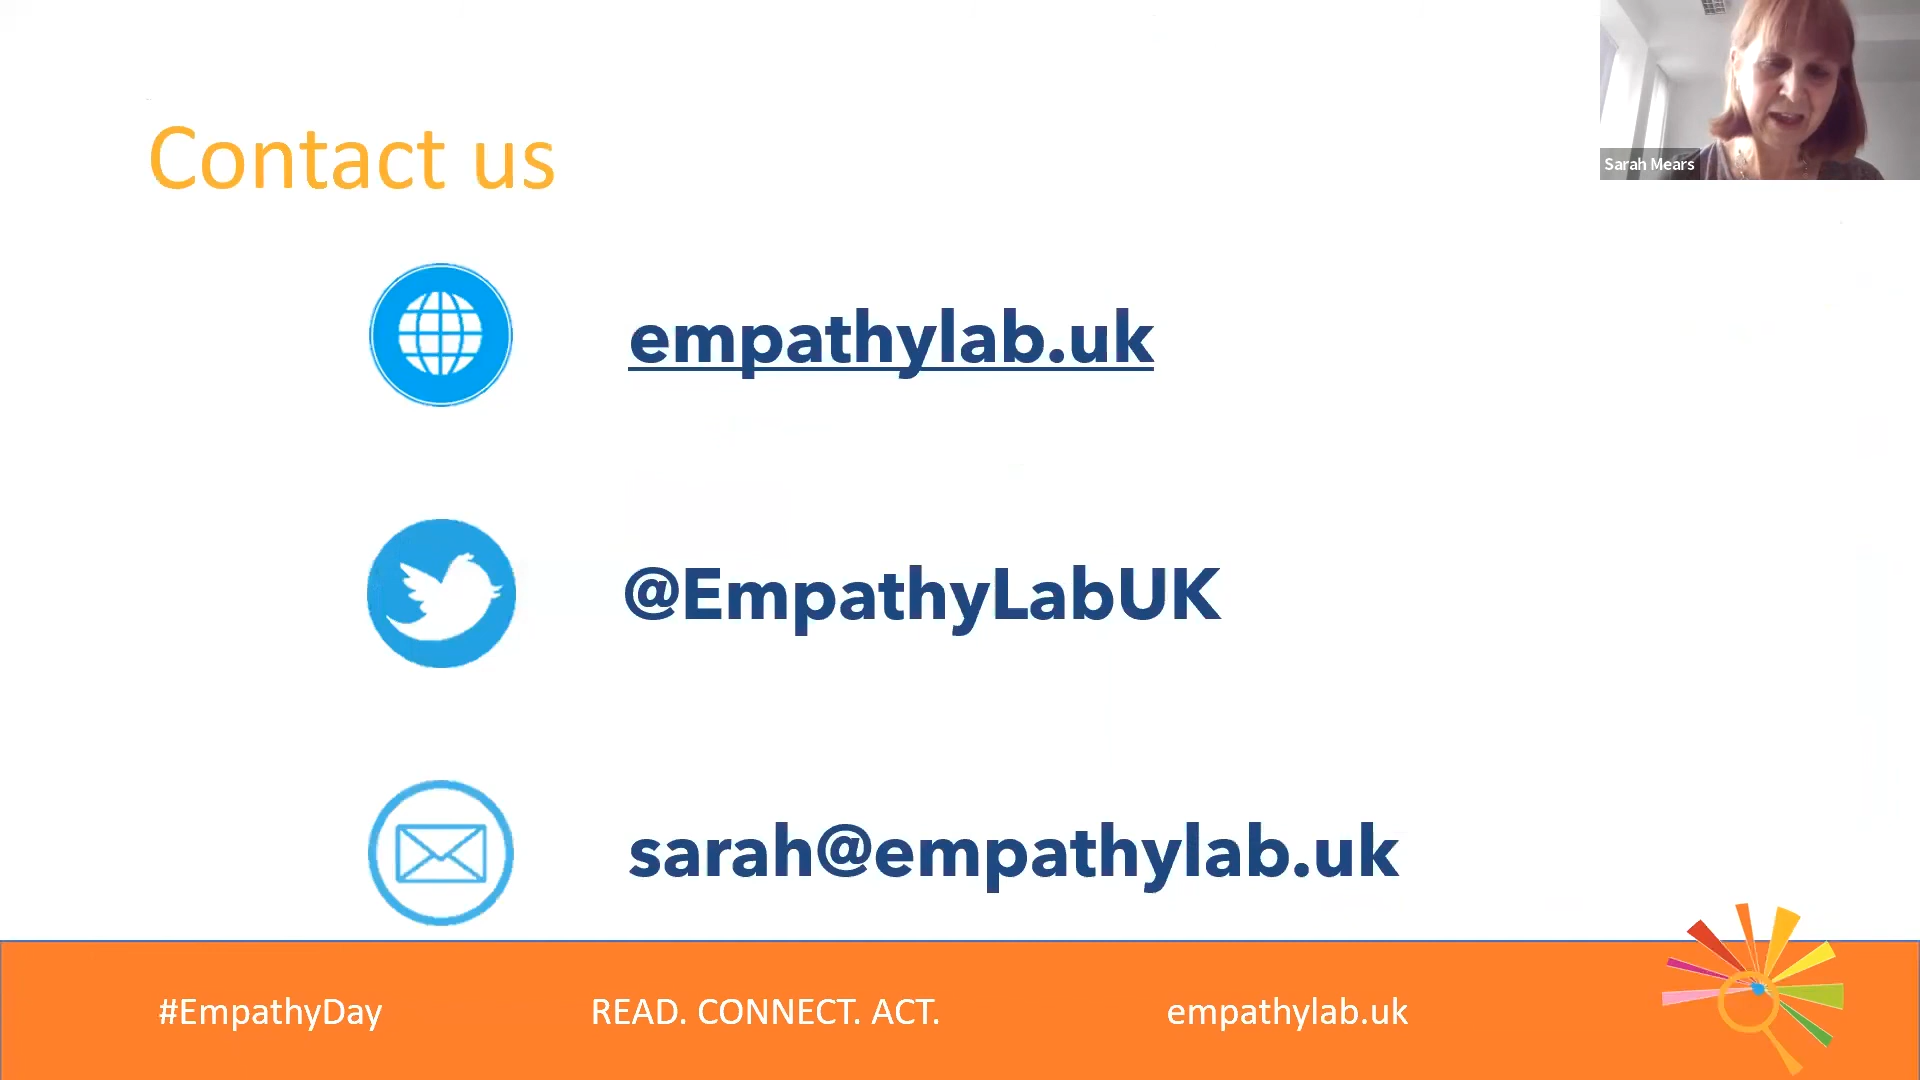 Contact us
Sarah Mears
empathylab.uk
@EmpathyLabUK
sarah@empathylab.uk
#EmpathyDay
READ. CONNECT. ACT.
empathylab.uk